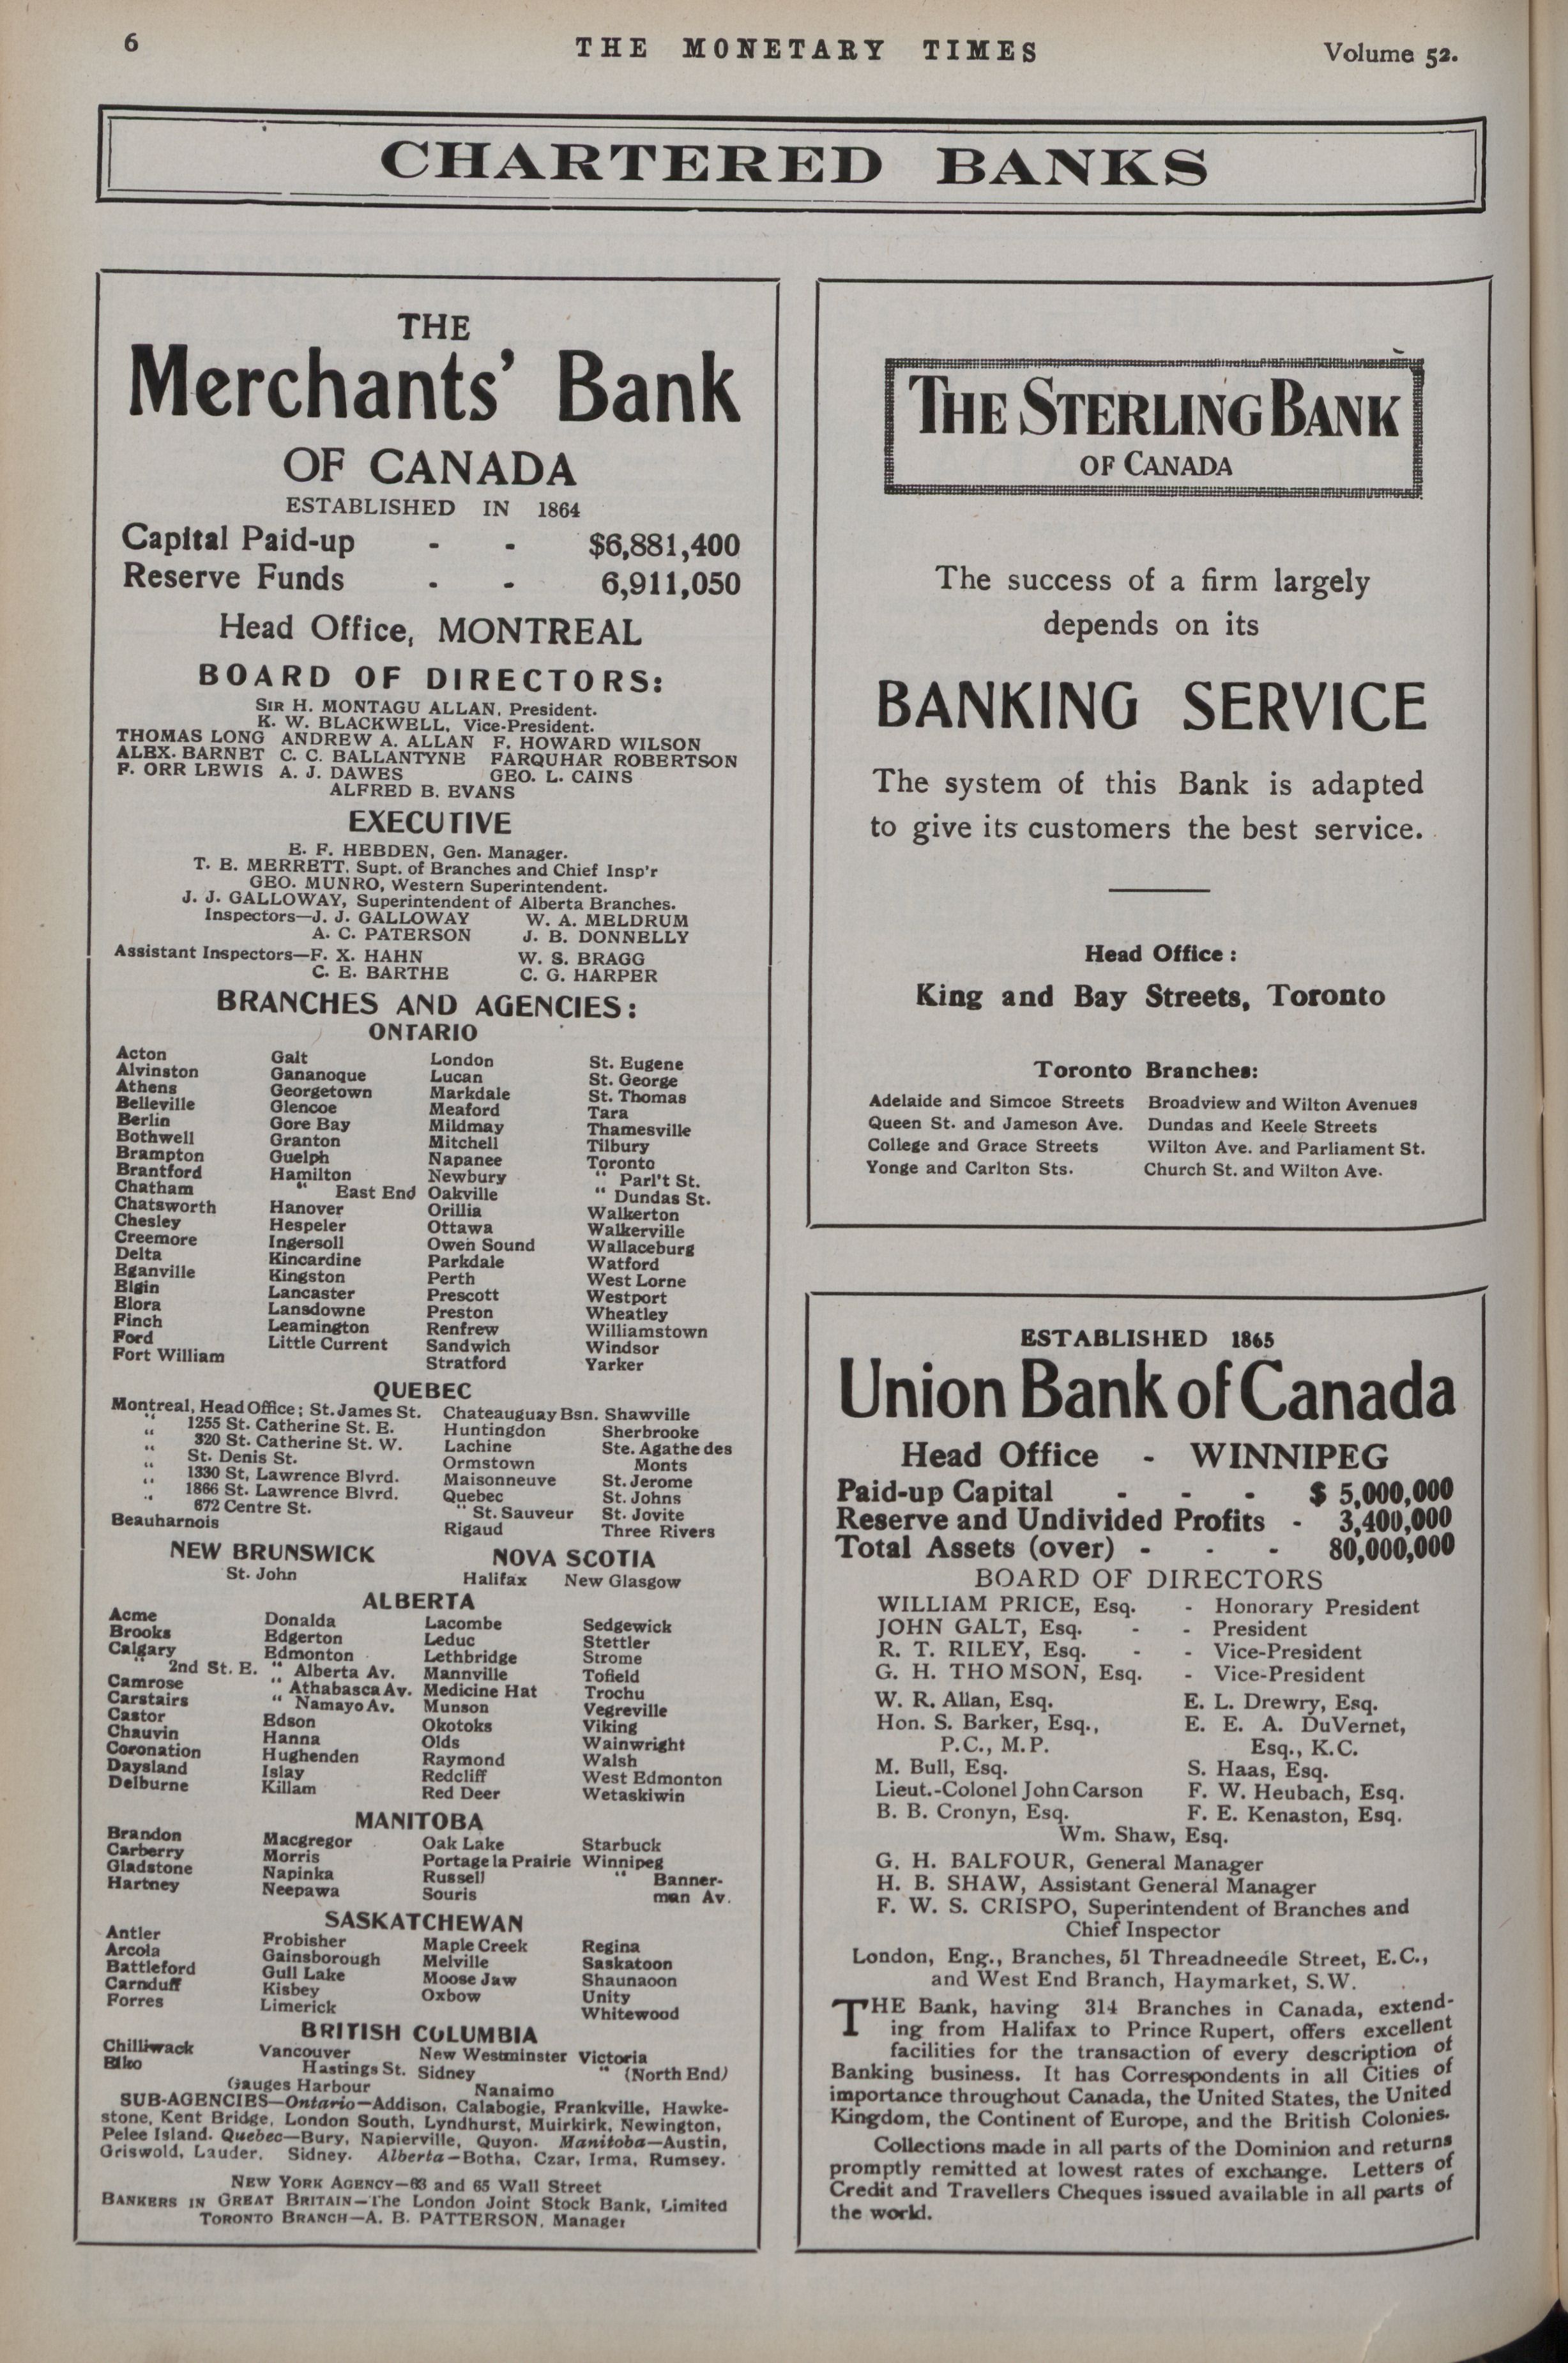 6 THE MONETARY TIMES Volume 52.
CHARTERED BANKS
THE
Merchants' Bank
OF CANADA
ESTABLISHED IN 1864
Capital Paid-up - - $6,881,400
Reserve Funds - - 6,911,050
Head Office, MONTREAL
BOARD OF DIRECTORS:
SIR H. MONTAGU ALLAN, President.
K. W. BLACKWELL, Vice-President.
THOMAS LONG ANDREW A. ALLAN F. HOWARD WILSON
ALEX. BARNET C. C. BALLANTYNE FARQUHAR ROBERTSON
F. ORR LEWIS A. J. DAWES GEO. L. CAINS
ALFRED B. EVANS
EXECUTIVE
E. F. HEBDEN, Gen. Manager.
T. E. MERRETT, Supt. of Branches and Chief Insp'r
GEO. MUNRO, Western Superintendent.
J. J. GALLOWAY, Superintendent of Alberta Branches.
Inspectors—J. J. GALLOWAY W. A. MELDRUM
A. C. PATERSON J. B. DONNELLY
Assistant Inspectors—F. X. HAHN W. S. BRAGG
C. E. BARTHE C. G. HARPER
BRANCHES AND AGENCIES:
ONTARIO
Acton Galt London St. Eugene
Alvinston Gananoque Lucan St. George
Athens Georgetown Markdale St. Thomas
Belleville Glencoe Meaford Tara
Berlin Gore Bay Mildmay Thamesville
Bothwell Granton Mitchell Tilbury
Brampton Guelph Napanee Toronto
Brantford Hamilton Newbury " Parl't St.
Chatham " East End Oakville " Dundas St.
Chatsworth Hanover Orillia Walkerton
Chesley Hespeler Ottawa Walkerville
Creemore Ingersoll Owen Sound Wallaceburg
Delta Kincardine Parkdale Watford
Eganville Kingston Perth West Lorne
Elgin Lancaster Prescott Westport
Elora Lansdowne Preston Wheatley
Finch Leamington Renfrew Williamstown
Ford Little Current Sandwich Windsor
Fort William Stratford Yarker
QUEBEC
Montreal, Head Office; St. James St. Chateauguay Bsn. Shawville
" 1255 St. Catherine St. E. Huntingdon Sherbrooke
" 320 St. Catherine St. W. Lachine Ste. Agathe des
" St. Denis St. Ormstown Monts
" 1330 St, Lawrence Blvrd. Maisonneuve St. Jerome
" 1866 St. Lawrence Blvrd. Quebec St. Johns
" 672 Centre St. " St. Sauveur St. Jovite
Beauharnois Rigaud Three Rivers
NEW BRUNSWICK NOVA SCOTIA
St. John Halifax New Glasgow
ALBERTA
Acme Donalda Lacombe Sedgewick
Brooks Edgerton Leduc Stettler
Calgary Edmonton Lethbridge Strome
" 2nd St. E. " Alberta Av. Mannville Tofield
Camrose " Athabasca Av. Medicine Hat Trochu
Carstairs " Namayo Av. Munson Vegreville
Castor Edson Okotoks Viking
Chauvin Hanna Olds Wainwright
Coronation Hughenden Raymond Walsh
Daysland Islay Redcliff West Edmonton
Delburne Killam Red Deer Wetaskiwin
MANITOBA
Brandon Macgregor Oak Lake Starbuck
Carberry Morris Portage la Prairie Winnipeg
Gladstone Napinka Russell " Banner-
Hartney Neepawa Souris man Av.
SASKATCHEWAN
Antler Frobisher Maple Creek Regina
Arcola Gainsborough Melville Saskatoon
Battleford Gull Lake Moose Jaw Shaunaoon
Carnduff Kisbey Oxbow Unity
Forres Limerick Whitewood
BRITISH COLUMBIA
Chilliwack Vancouver New Westminster Victoria
Elko Hastings St. Sidney " (North End)
Gauges Harbour Nanaimo
SUB-AGENCIES—Ontario—Addison, Calabogie, Frankville, Hawke-
stone, Kent Bridge, London South, Lyndhurst, Muirkirk, Newington,
Pelee Island. Quebec—Bury, Napierville, Quyon. Manitoba—Austin,
Griswold, Lauder, Sidney. Alberta—Botha, Czar, Irma, Rumsey.
NEW YORK AGENCY—63 and 65 Wall Street
BANKERS IN GREAT BRITAIN—The London Joint Stock Bank, Limited
TORONTO BRANCH—A. B. PATTERSON, Manager
THE STERLING BANK
OF CANADA
The success of a firm largely
depends on its
BANKING SERVICE
The system of this Bank is adapted
to give its customers the best service.
Head Office:
King and Bay Streets, Toronto
Toronto Branches:
Adelaide and Simcoe Streets Broadview and Wilton Avenues
Queen St. and Jameson Ave. Dundas and Keele Streets
College and Grace Streets Wilton Ave. and Parliament St.
Yonge and Carlton Sts. Church St. and Wilton Ave.
ESTABLISHED 1865
Union Bank of Canada
Head Office - WINNIPEG
Paid-up Capital - - - $ 5,000,000
Reserve and Undivided Profits - 3,400,000
Total Assets (over) - - - 80,000,000
BOARD OF DIRECTORS
WILLIAM PRICE, Esq. - Honorary President
JOHN GALT, Esq. - - President
R. T. RILEY, Esq. - - Vice-President
G. H. THOMSON, Esq. - Vice-President
W. R. Allan, Esq. E. L. Drewry, Esq.
Hon. S. Barker, Esq., E. E. A. DuVernet,
P.C., M.P. Esq., K.C.
M. Bull, Esq. S. Haas, Esq.
Lieut.-Colonel John Carson F. W. Heubach, Esq.
B. B. Cronyn, Esq. F. E. Kenaston, Esq.
Wm. Shaw, Esq.
G. H. BALFOUR, General Manager
H. B. SHAW, Assistant General Manager
F. W. S. CRISPO, Superintendent of Branches and
Chief Inspector
London, Eng., Branches, 51 Threadneedle Street, E.C.,
and West End Branch, Haymarket, S.W.
THE Bank, having 314 Branches in Canada, extend-
ing from Halifax to Prince Rupert, offers excellent
facilities for the transaction of every description of
Banking business. It has Correspondents in all Cities of
importance throughout Canada, the United States, the United
Kingdom, the Continent of Europe, and the British Colonies.
Collections made in all parts of the Dominion and returns
promptly remitted at lowest rates of exchange. Letters of
Credit and Travellers Cheques issued available in all parts of
the world.